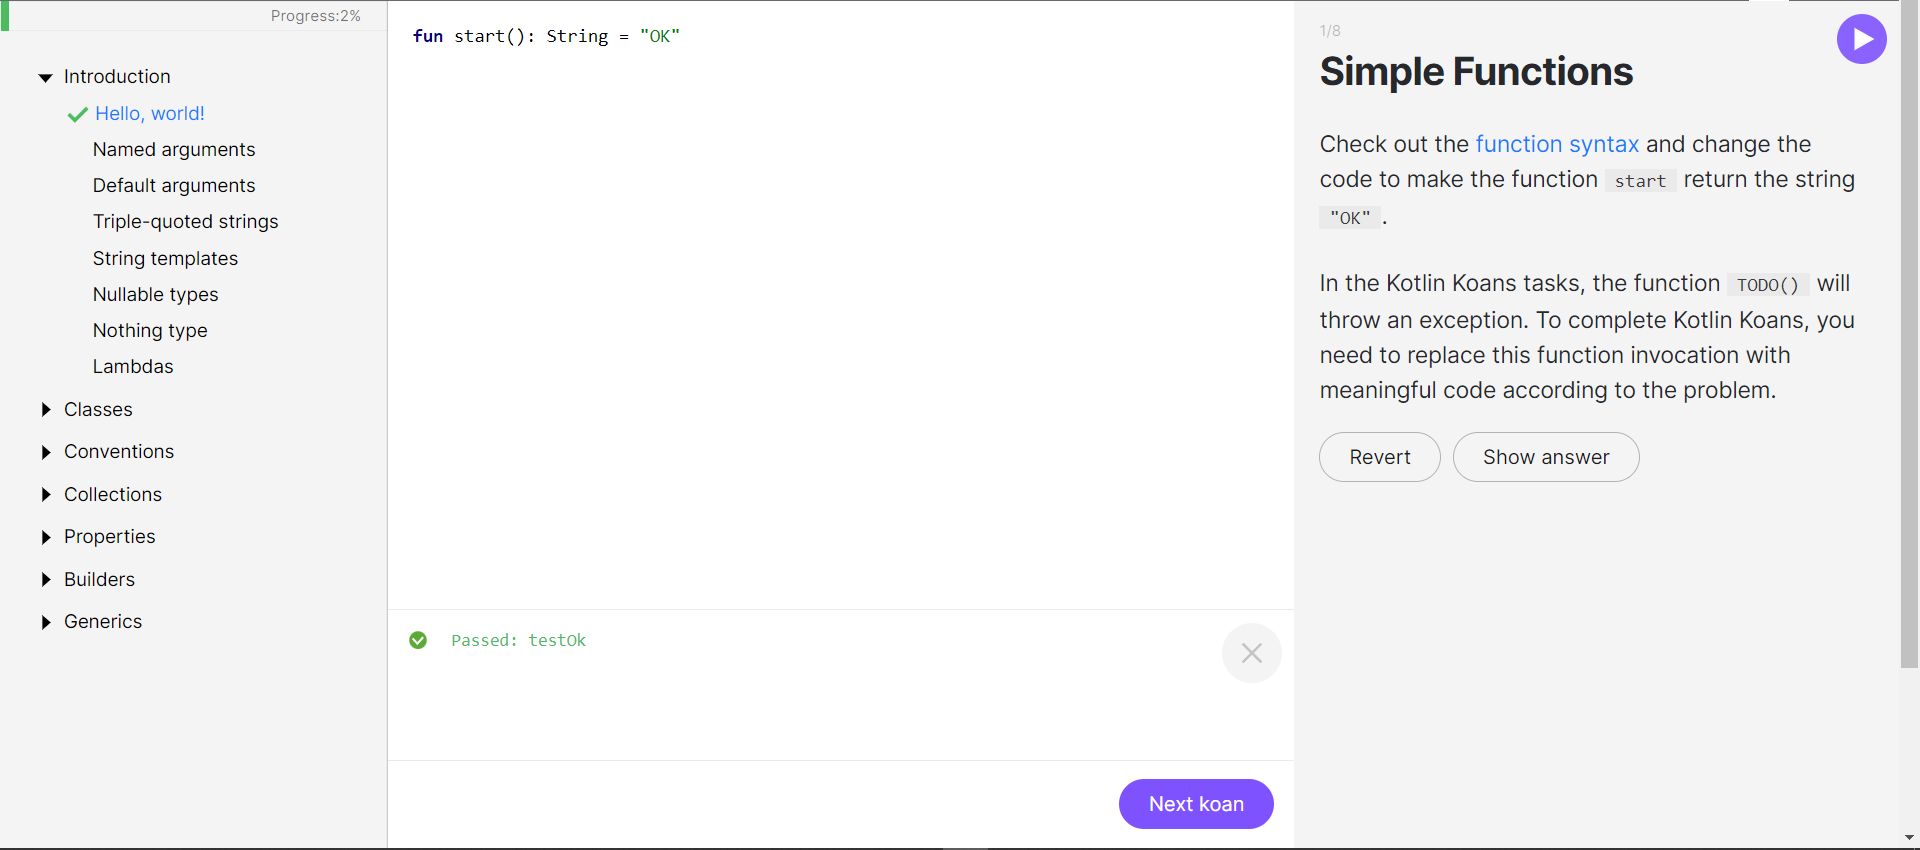 Progress:2%
Introduction
Hello, world!
Named arguments
Default arguments
Triple-quoted strings
String templates
Nullable types
Nothing type
Lambdas
Classes
Conventions
Collections
Properties
Builders
Generics
fun start(): String = "OK"
Passed: testOk
Next koan
1/8
Simple Functions
Check out the function syntax and change the
code to make the function start return the string
"OK" .
In the Kotlin Koans tasks, the function TODO() will
throw an exception. To complete Kotlin Koans, you
need to replace this function invocation with
meaningful code according to the problem.
Revert
Show answer